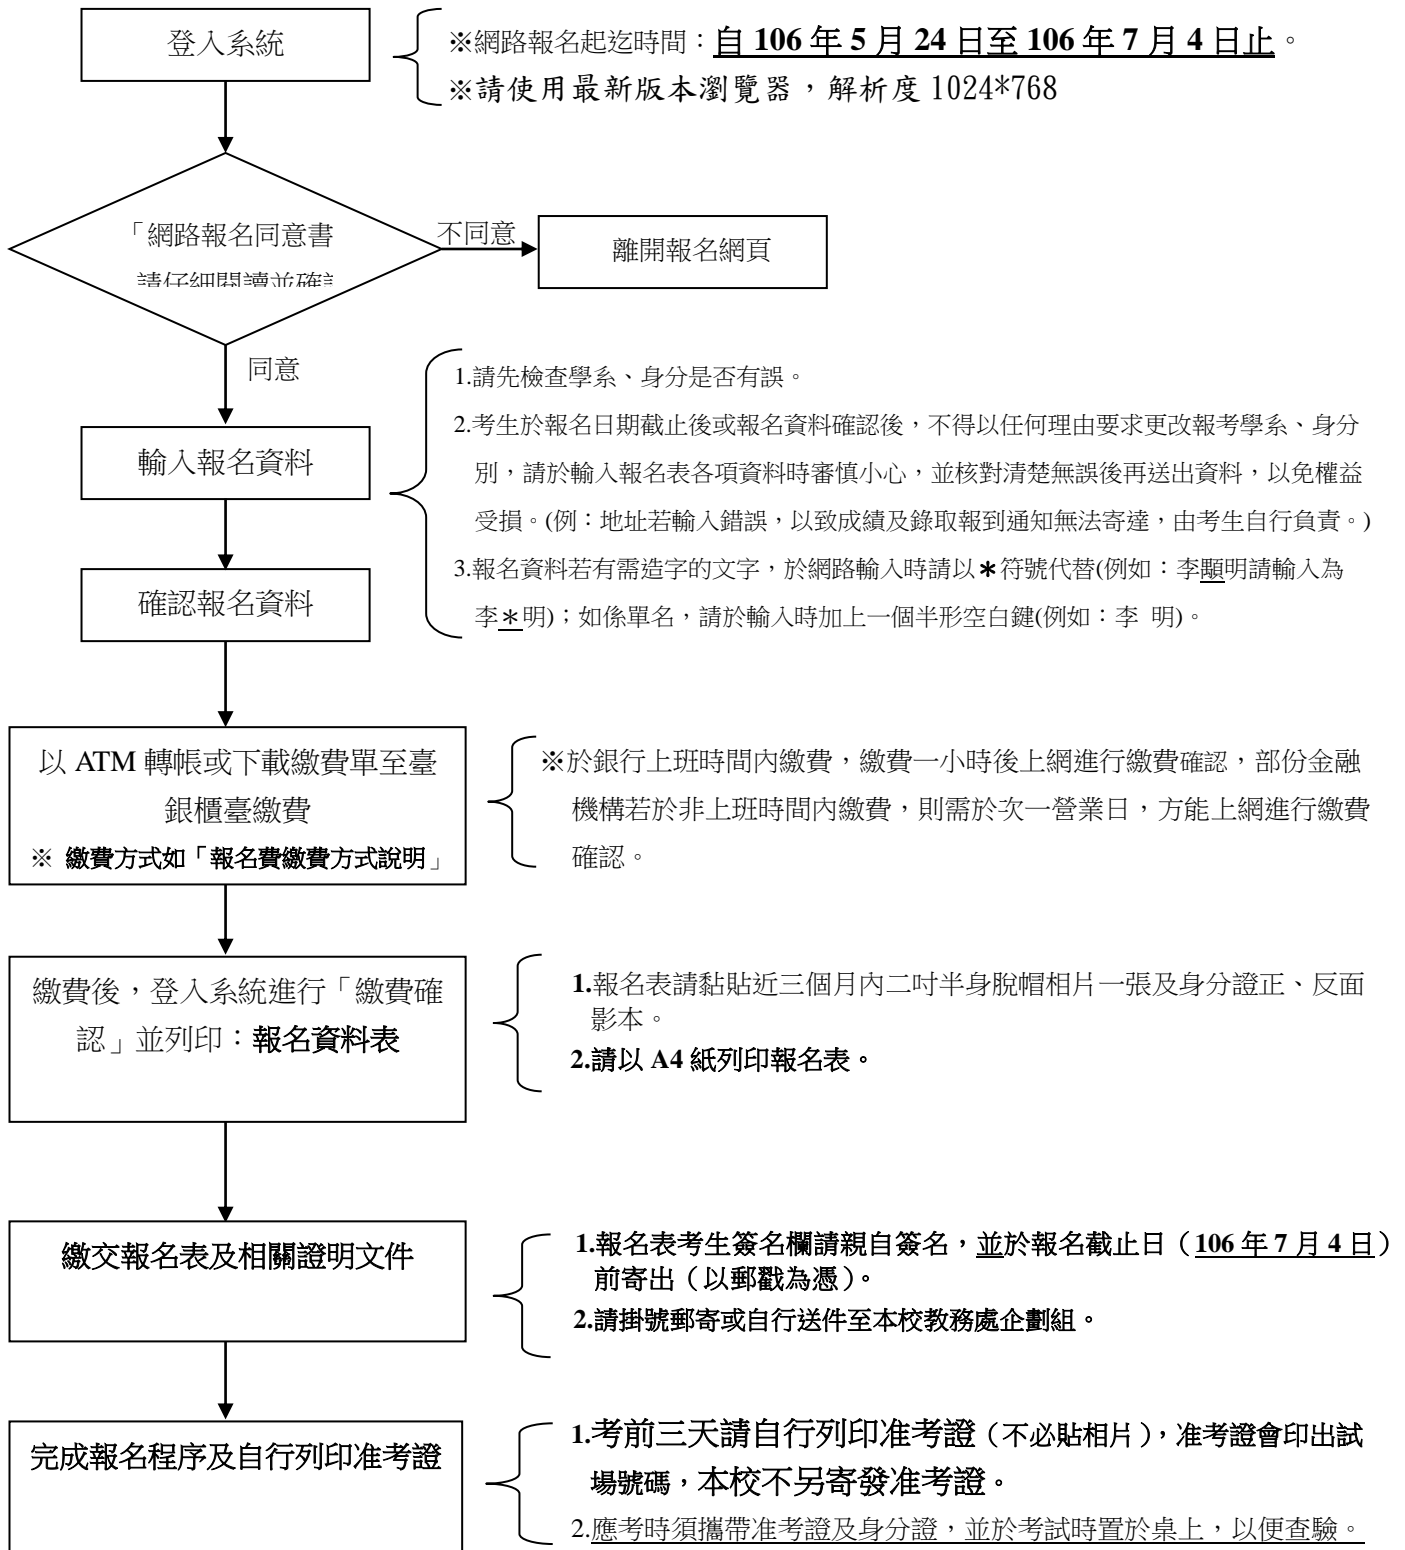 登入系統
※網路報名起迄時間：自 106 年 5 月 24 日至 106 年 7 月 4 日止。
※請使用最新版本瀏覽器，解析度 1024*768
「網路報名同意書
請仔細閱讀並確
不同意
離開報名網頁
同意
1.請先檢查學系、身分是否有誤。
2.考生於報名日期截止後或報名資料確認後，不得以任何理由要求更改報考學系、身分
別，請於輸入報名表各項資料時審慎小心，並核對清楚無誤後再送出資料，以免權益
受損。(例：地址若輸入錯誤，以致成績及錄取報到通知無法寄達，由考生自行負責。)
3.報名資料若有需造字的文字，於網路輸入時請以＊符號代替(例如：李顒明請輸入為
李＊明)；如係單名，請於輸入時加上一個半形空白鍵(例如：李 明)。
輸入報名資料
確認報名資料
以 ATM 轉帳或下載繳費單至臺
銀櫃臺繳費
※ 繳費方式如「報名費繳費方式說明」
※於銀行上班時間內繳費，繳費一小時後上網進行繳費確認，部份金融
機構若於非上班時間內繳費，則需於次一營業日，方能上網進行繳費
確認。
繳費後，登入系統進行「繳費確
認」並列印：報名資料表
1.報名表請黏貼近三個月內二吋半身脫帽相片一張及身分證正、反面
影本。
2.請以 A4 紙列印報名表。
繳交報名表及相關證明文件
1.報名表考生簽名欄請親自簽名，並於報名截止日（106 年 7 月 4 日）
前寄出（以郵戳為憑）。
2.請掛號郵寄或自行送件至本校教務處企劃組。
完成報名程序及自行列印准考證
1.考前三天請自行列印准考證（不必貼相片），准考證會印出試
場號碼，本校不另寄發准考證。
2.應考時須攜帶准考證及身分證，並於考試時置於桌上，以便查驗。